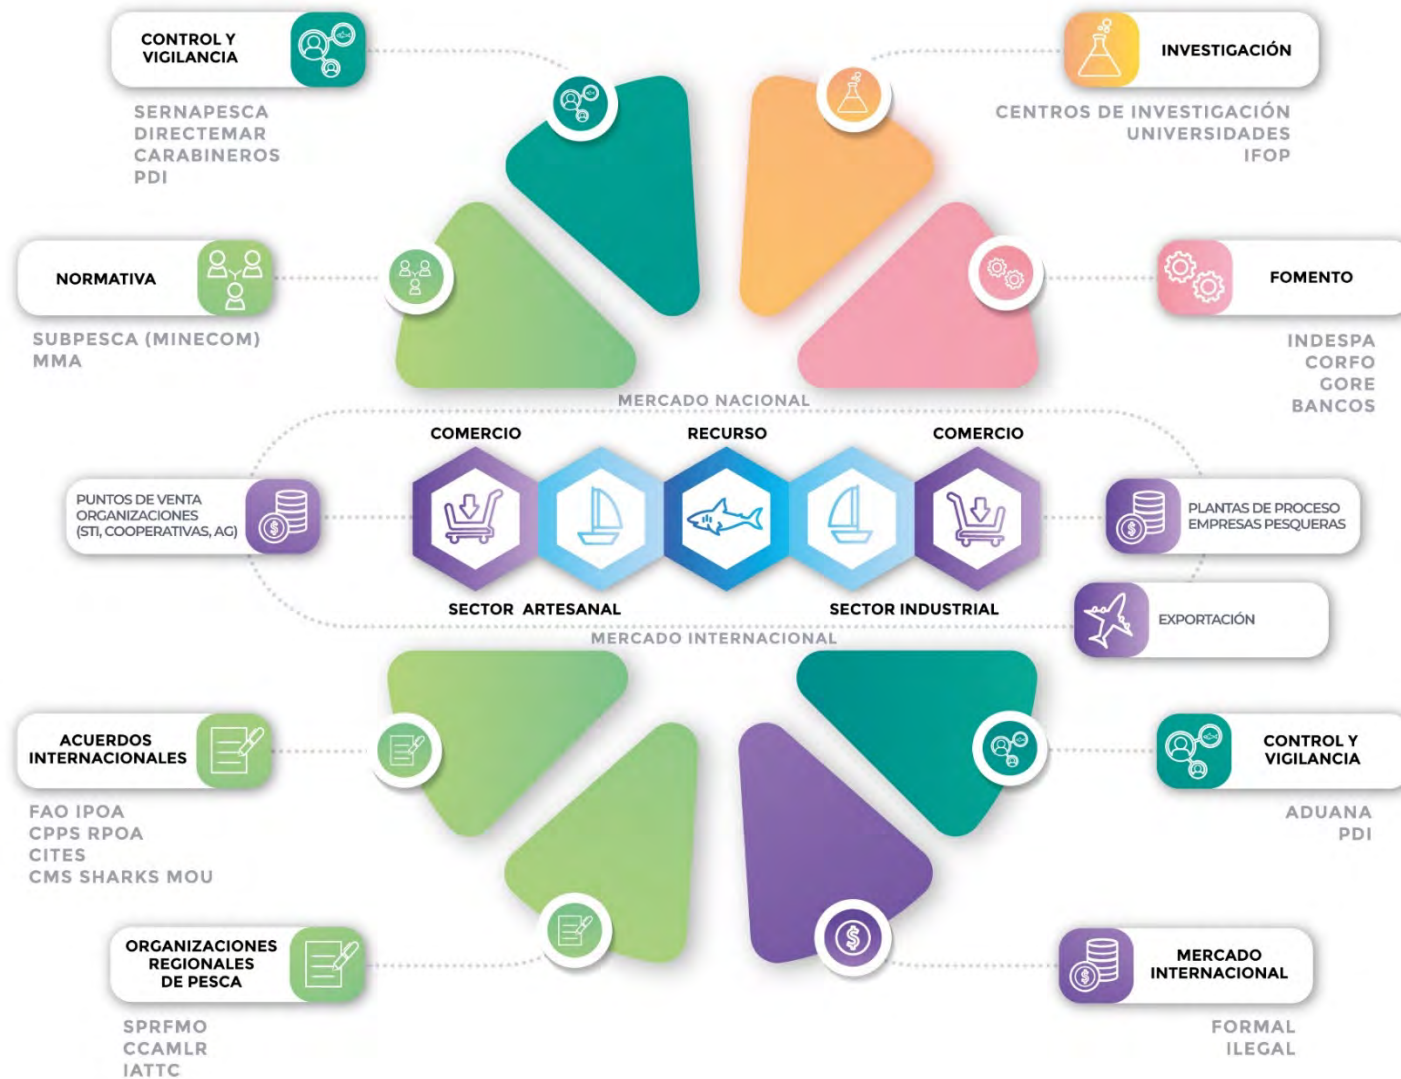 CONTROL Y
VIGILANCIA
SERNAPESCA
DIRECTEMAR
CARABINEROS
PDI
INVESTIGACIÓN
CENTROS DE INVESTIGACIÓN
UNIVERSIDADES
IFOP
NORMATIVA
SUBPESCA (MINECOM)
MMA
FOMENTO
INDESPA
CORFO
GORE
BANCOS
MERCADO NACIONAL
COMERCIO
RECURSO
COMERCIO
PUNTOS DE VENTA
ORGANIZACIONES
(STI, COOPERATIVAS, AG)
$
$
PLANTAS DE PROCESO
EMPRESAS PESQUERAS
SECTOR ARTESANAL
SECTOR INDUSTRIAL
EXPORTACIÓN
MERCADO INTERNACIONAL
ACUERDOS
INTERNACIONALES
FAO IPOA
CPPS RPOA
CITES
CMS SHARKS MOU
CONTROL Y
VIGILANCIA
ADUANA
PDI
ORGANIZACIONES
REGIONALES
DE PESCA
SPRFMO
CCAMLR
IATTC
$
$
MERCADO
INTERNACIONAL
FORMAL
ILEGAL